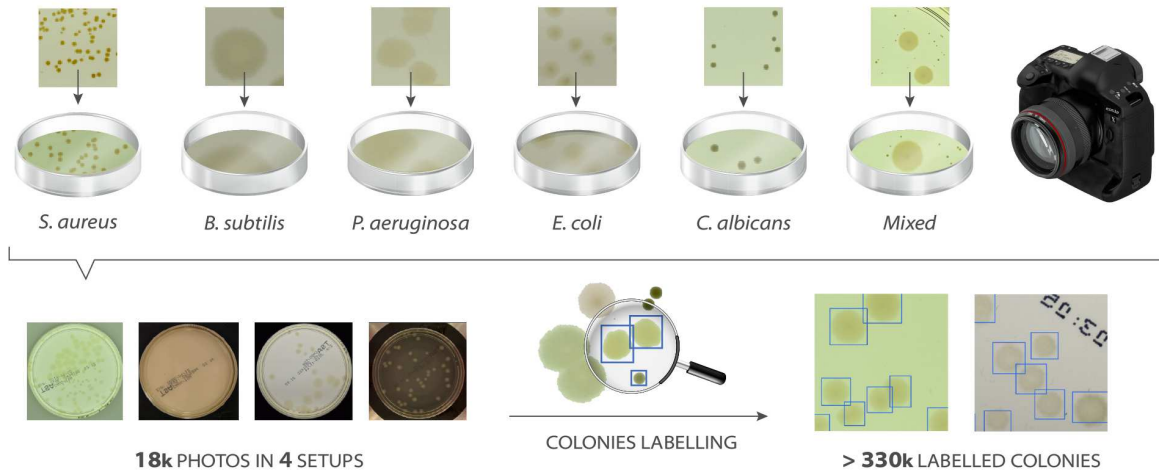 S. aureus
B. subtilis
P. aeruginosa
E. coli
C. albicans
Mixed
18k PHOTOS IN 4 SETUPS
COLONIES LABELLING
> 330k LABELLED COLONIES